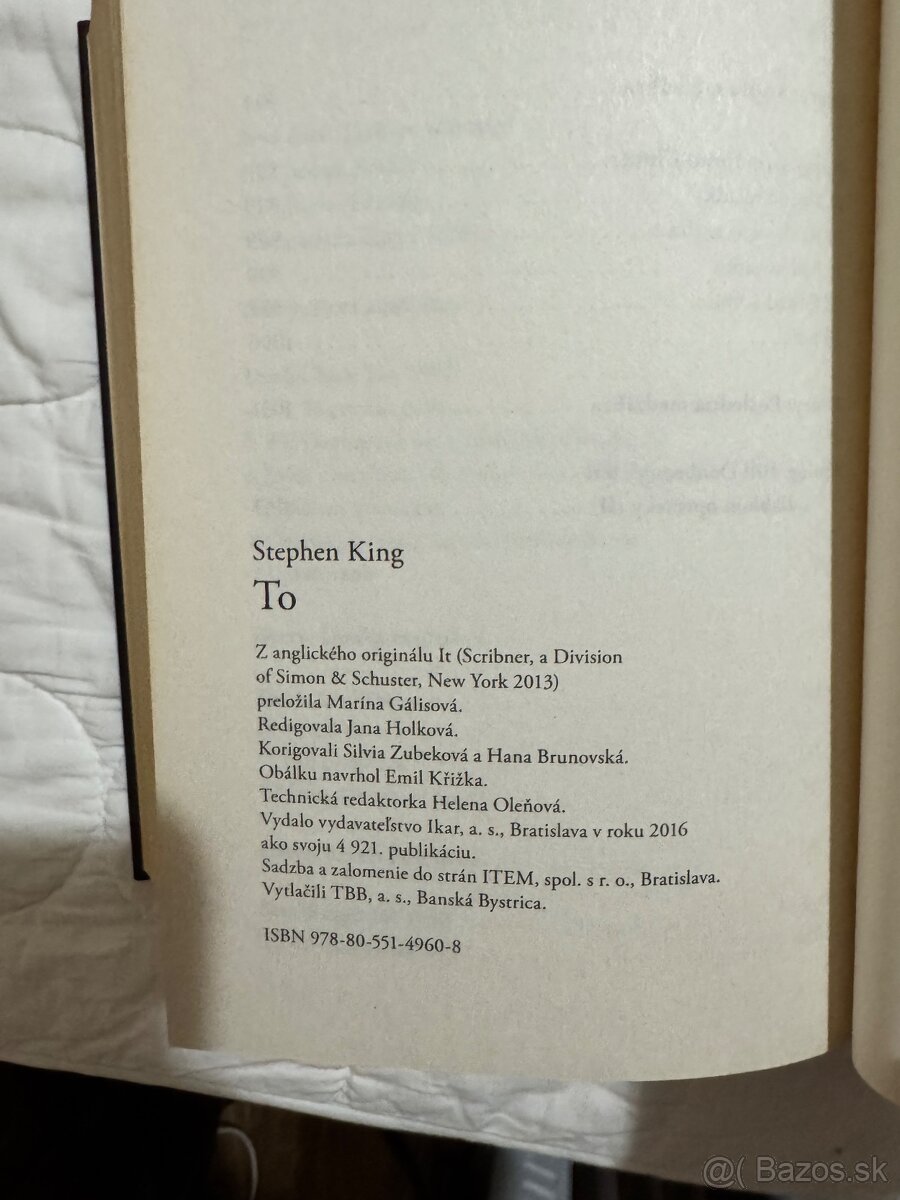 Stephen King
To
Z anglického originálu It (Scribner, a Division
of Simon & Schuster, New York 2013)
preložila Marína Gálisová.
Redigovala Jana Holková.
Korigovali Silvia Zubeková a Hana Brunovská.
Obálku navrhol Emil Křižka.
Technická redaktorka Helena Oleňová.
Vydalo vydavateľstvo Ikar, a. s., Bratislava v roku 2016
ako svoju 4 921. publikáciu.
Sadzba a zalomenie do strán ITEM, spol. s r. o., Bratislava.
Vytlačili TBB, a. s., Banská Bystrica.
ISBN 978-80-551-4960-8
@( Bazos.sk